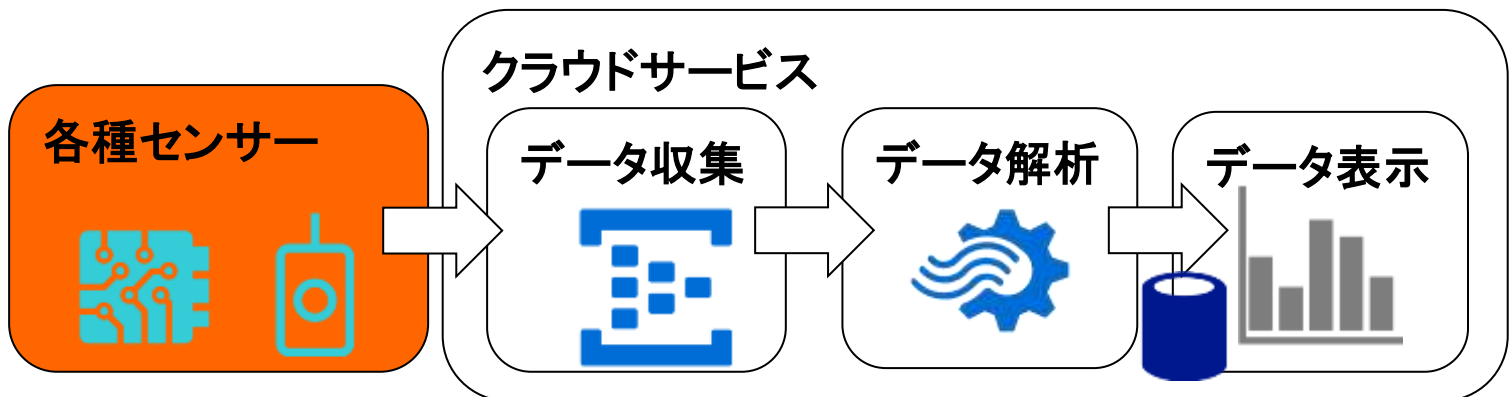 クラウドサービス
各種センサー
データ収集
データ解析
データ表示